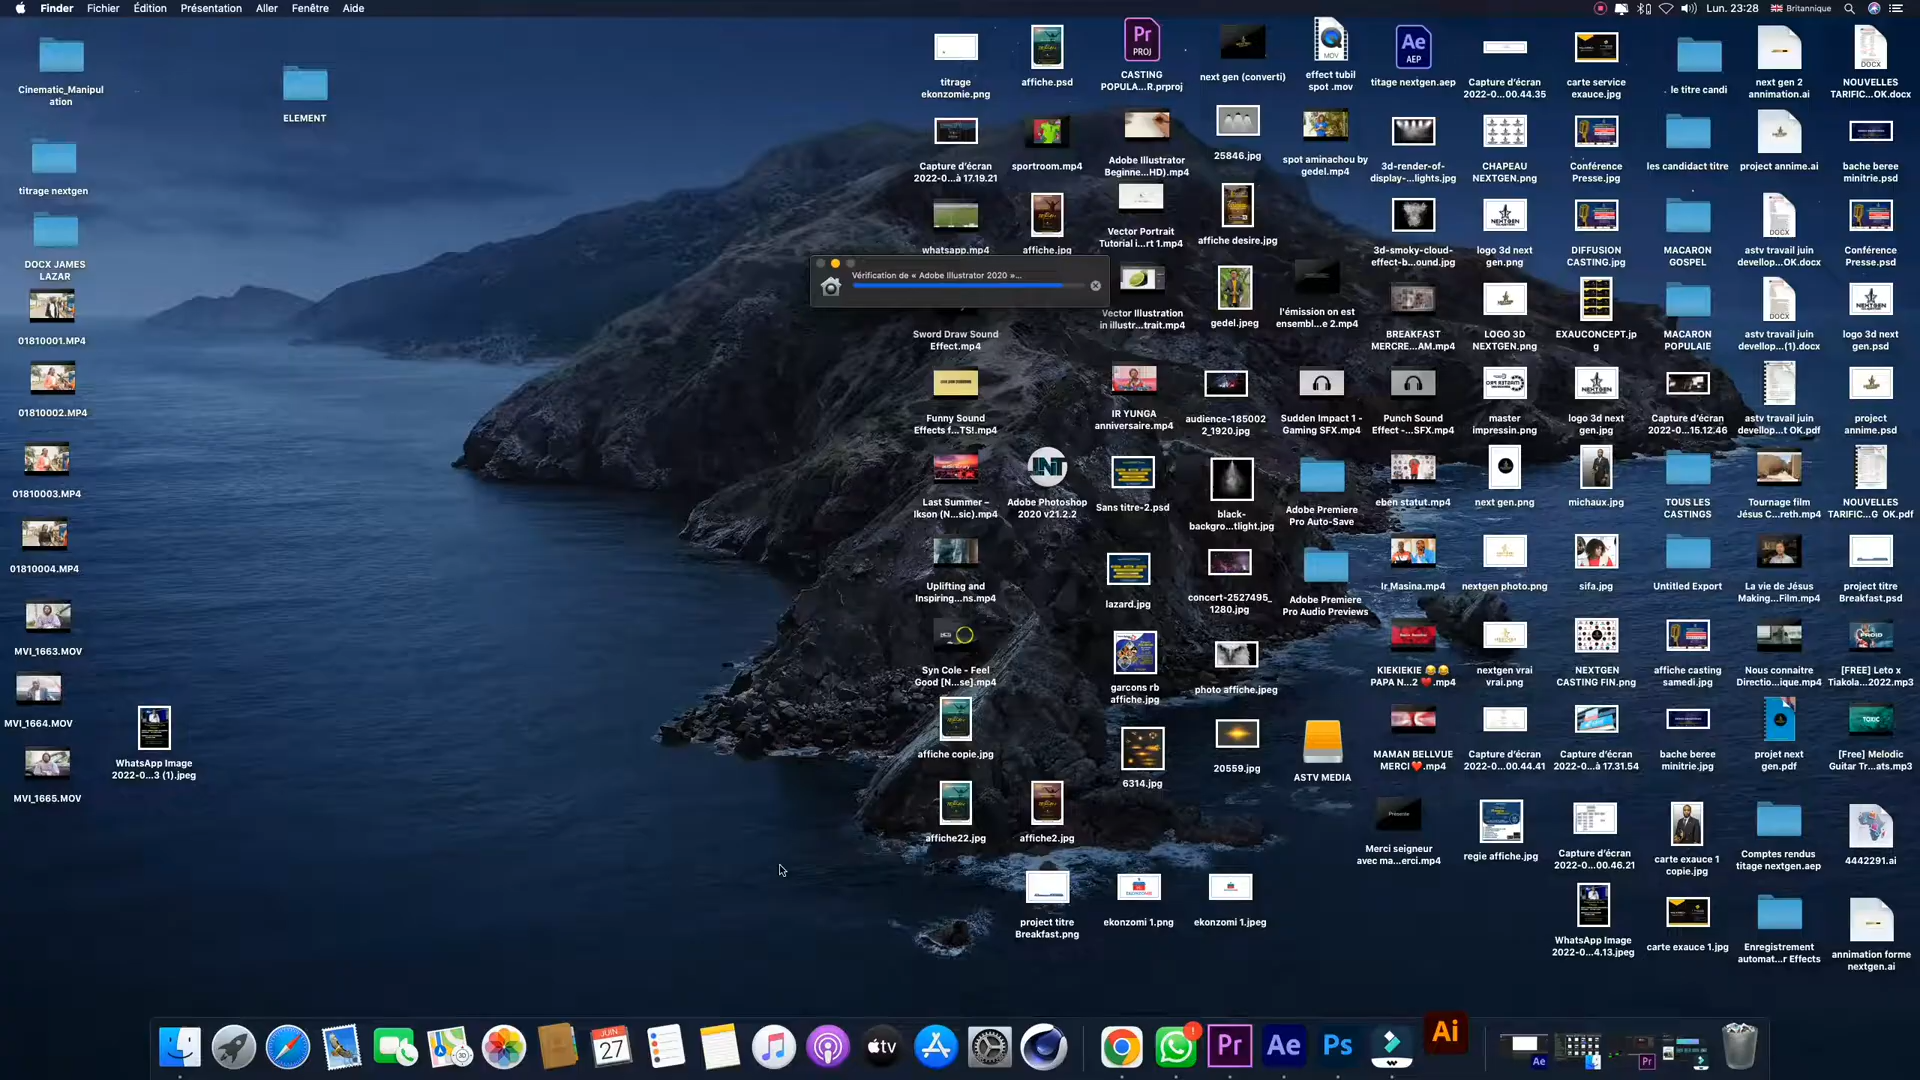 Finder Fichier Édition Présentation Aller Fenêtre Aide
Lun. 23:28 Britannique
Cinematic_Manipul
ation
ELEMENT
titrage nextgen
DOCX JAMES
LAZAR
01810001.MP4
01810002.MP4
01810003.MP4
01810004.MP4
MVI_1663.MOV
MVI_1664.MOV
MVI_1665.MOV
WhatsApp Image
2022-0...3 (1).jpeg
titrage
ekonzomie.png
affiche.psd
Pr
PROJ
CASTING
POPULA...R.prproj
next gen (converti)
MOV
effect tubil
spot .mov
Ae
AEP
titage nextgen.aep
Capture d'écran
2022-0...00.44.35
carte service
exauce.jpg
le titre candi
next gen 2
annimation.ai
DOCX
NOUVELLES
TARIFIC...OK.docx
Capture d'écran
2022-0...à 17.19.21
sportroom.mp4
Adobe Illustrator
Beginne...HD).mp4
25846.jpg
spot aminachou by
gedel.mp4
3d-render-of-
display-...lights.jpg
CHAPEAU
NEXTGEN.png
Conférence
Presse.jpg
les candidact titre
project annime.ai
bache beree
minitrie.psd
whatsapp.mp4
affiche.jpg
Vector Portrait
Tutorial i...rt 1.mp4
affiche desire.jpg
3d-smoky-cloud-
effect-b...ound.jpg
logo 3d next
gen.png
DIFFUSION
CASTING.jpg
MACARON
GOSPEL
DOCX
astv travail juin
devellop...OK.docx
Conférence
Presse.psd
Vérification de « Adobe Illustrator 2020 »...
Sword Draw Sound
Effect.mp4
Vector Illustration
in illustr...trait.mp4
gedel.jpeg
l'émission on est
ensembl...e 2.mp4
BREAKFAST
MERCRE...AM.mp4
LOGO 3D
NEXTGEN.png
EXAUCONCEPT.jp
g
MACARON
POPULAIE
DOCX
astv travail juin
devellop...(1).docx
logo 3d next
gen.psd
Funny Sound
Effects f...TS!.mp4
IR YUNGA
anniversaire.mp4
audience-185002
2_1920.jpg
Sudden Impact 1 -
Gaming SFX.mp4
Punch Sound
Effect -...SFX.mp4
master
impressin.png
logo 3d next
gen.jpg
Capture d'écran
2022-0...15.12.46
astv travail juin
devellop...t OK.pdf
project
annime.psd
Last Summer –
Ikson (N...sic).mp4
Adobe Photoshop
2020 v21.2.2
Sans titre-2.psd
black-
backgro...tlight.jpg
Adobe Premiere
Pro Auto-Save
eben statut.mp4
next gen.png
michaux.jpg
TOUS LES
CASTINGS
Tournage film
Jésus C...reth.mp4
NOUVELLES
TARIFIC...G OK.pdf
Uplifting and
Inspiring...ns.mp4
lazard.jpg
concert-2527495_
1280.jpg
Adobe Premiere
Pro Audio Previews
Ir.Masina.mp4
nextgen photo.png
sifa.jpg
Untitled Export
La vie de Jésus
Making...Film.mp4
project titre
Breakfast.psd
Syn Cole - Feel
Good [N...se].mp4
garcons rb
affiche.jpg
photo affiche.jpeg
KIEKIEKIE 😂😂
PAPA N...2 ❤️.mp4
nextgen vrai
vrai.png
NEXTGEN
CASTING FIN.png
affiche casting
samedi.jpg
Nous connaitre
Directio...ique.mp4
[FREE] Leto x
Tiakola...2022.mp3
affiche copie.jpg
6314.jpg
20559.jpg
ASTV MEDIA
MAMAN BELLVUE
MERCI❤️.mp4
Capture d'écran
2022-0...00.44.41
Capture d'écran
2022-0...à 17.31.54
bache beree
minitrie.jpg
projet next
gen.pdf
TOXIC
[Free] Melodic
Guitar Tr...ats.mp3
affiche22.jpg
affiche2.jpg
Merci seigneur
avec ma...erci.mp4
regie affiche.jpg
Capture d'écran
2022-0...00.46.21
carte exauce 1
copie.jpg
Comptes rendus
titage nextgen.aep
4442291.ai
project titre
Breakfast.png
ekonzomi 1.png
ekonzomi 1.jpeg
WhatsApp Image
2022-0...4.13.jpeg
carte exauce 1.jpg
Enregistrement
automat...r Effects
annimation forme
nextgen.ai
JUIN
27
tv
Pr
Ae
Ps
Ai
Ae
Pr